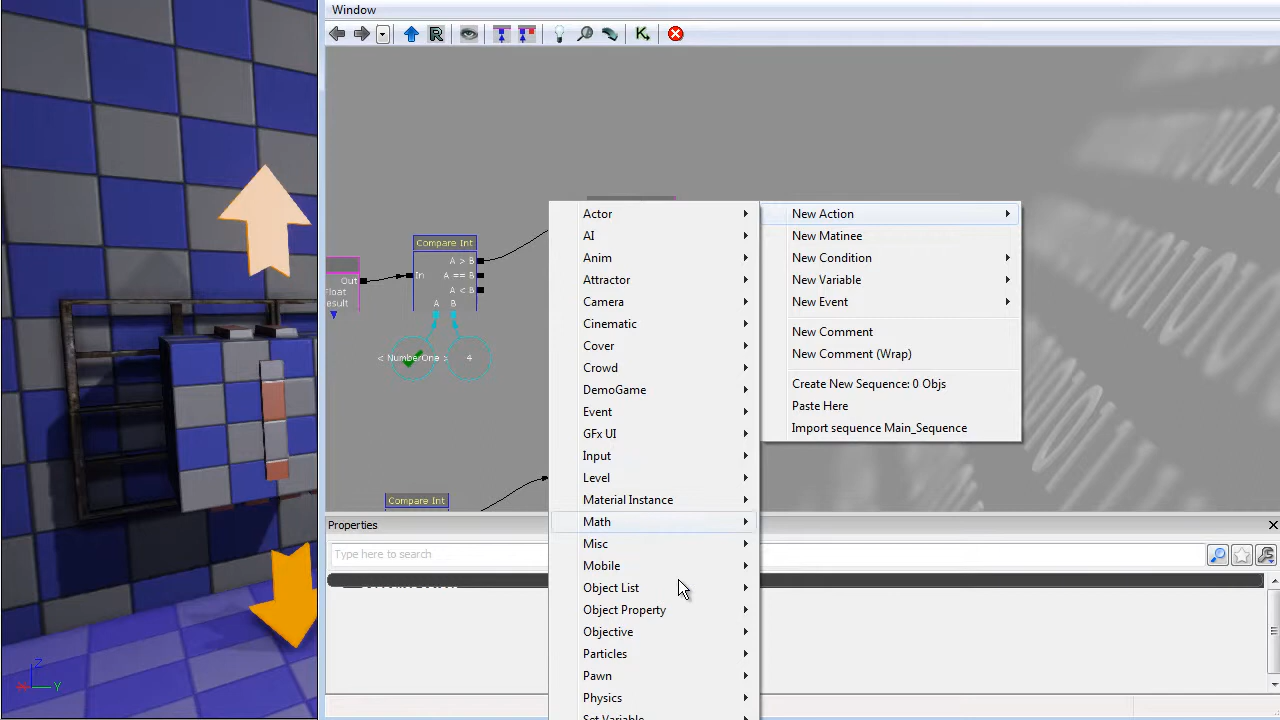 Window
Compare Int
A > B
A == B
A < B
In
A B
Out
Float
esult
< NumberOne >
4
Compare Int
Actor
AI
Anim
Attractor
Camera
Cinematic
Cover
Crowd
DemoGame
Event
GFx UI
Input
Level
Material Instance
Math
Misc
Mobile
Object List
Object Property
Objective
Particles
Pawn
Physics
Set Variable
New Action
New Matinee
New Condition
New Variable
New Event
New Comment
New Comment (Wrap)
Create New Sequence: 0 Objs
Paste Here
Import sequence Main_Sequence
Properties
Type here to search
Z
X
Y